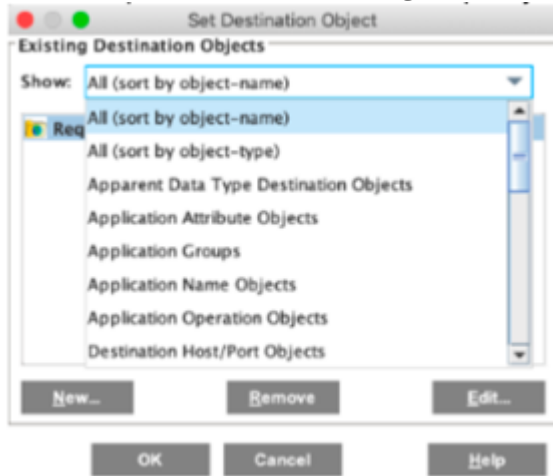 Set Destination Object
Existing Destination Objects
Show: All (sort by object-name)
All (sort by object-name)
Req
All (sort by object-type)
Apparent Data Type Destination Objects
Application Attribute Objects
Application Groups
Application Name Objects
Application Operation Objects
Destination Host/Port Objects
New... Remove Edit...
OK Cancel Help